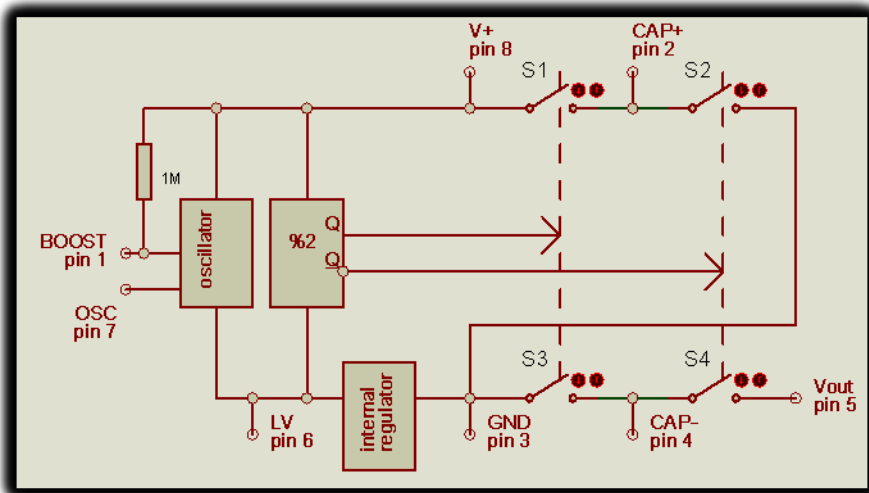 V+
pin 8
CAP+
pin 2
S1
S2
1M
BOOST
pin 1
oscillator
%2
Q
Q
OSC
pin 7
S3
S4
internal
regulator
Vout
pin 5
LV
pin 6
GND
pin 3
CAP-
pin 4